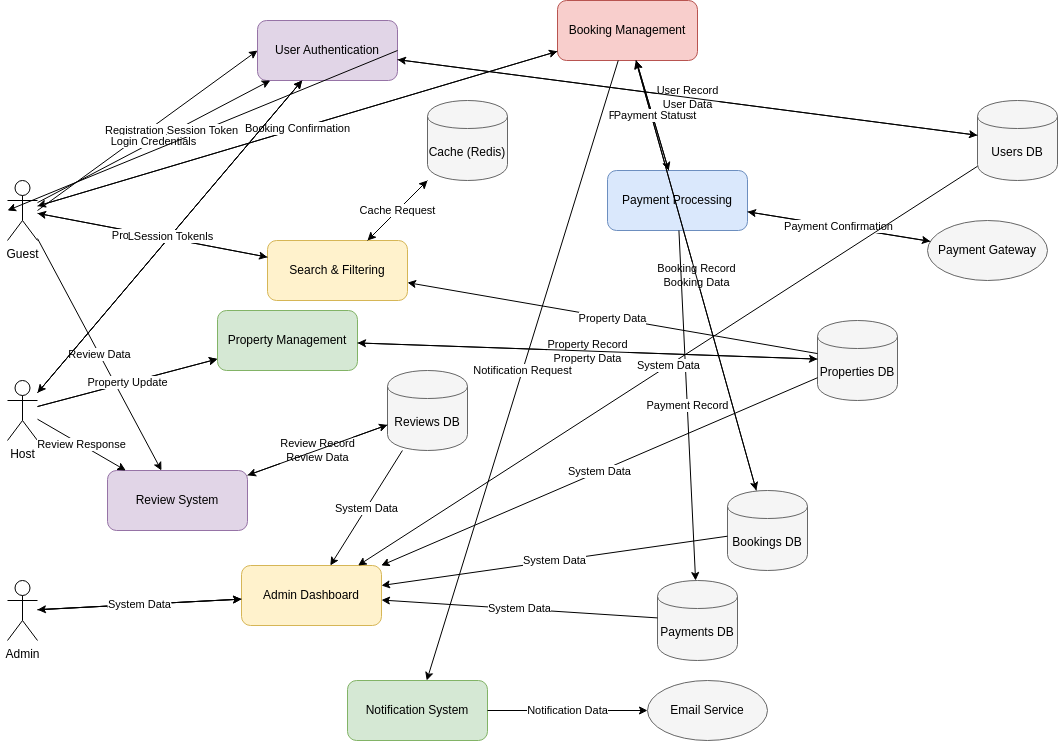 Booking Management
User Authentication
User Record
User Data
Payment Status
Registration Session Token
Booking Confirmation
Login Credentials
Cache (Redis)
Users DB
Payment Processing
Cache Request
Payment Confirmation
Guest
Session Token
Payment Gateway
Search & Filtering
Booking Record
Booking Data
Property Data
Property Management
Property Record
Property Data
Review Data
Notification Request
System Data
Properties DB
Property Update
Payment Record
Reviews DB
Host
Review Response
Review Record
Review Data
System Data
Review System
System Data
Bookings DB
System Data
Admin Dashboard
System Data
System Data
Payments DB
Admin
Notification System
Notification Data
Email Service